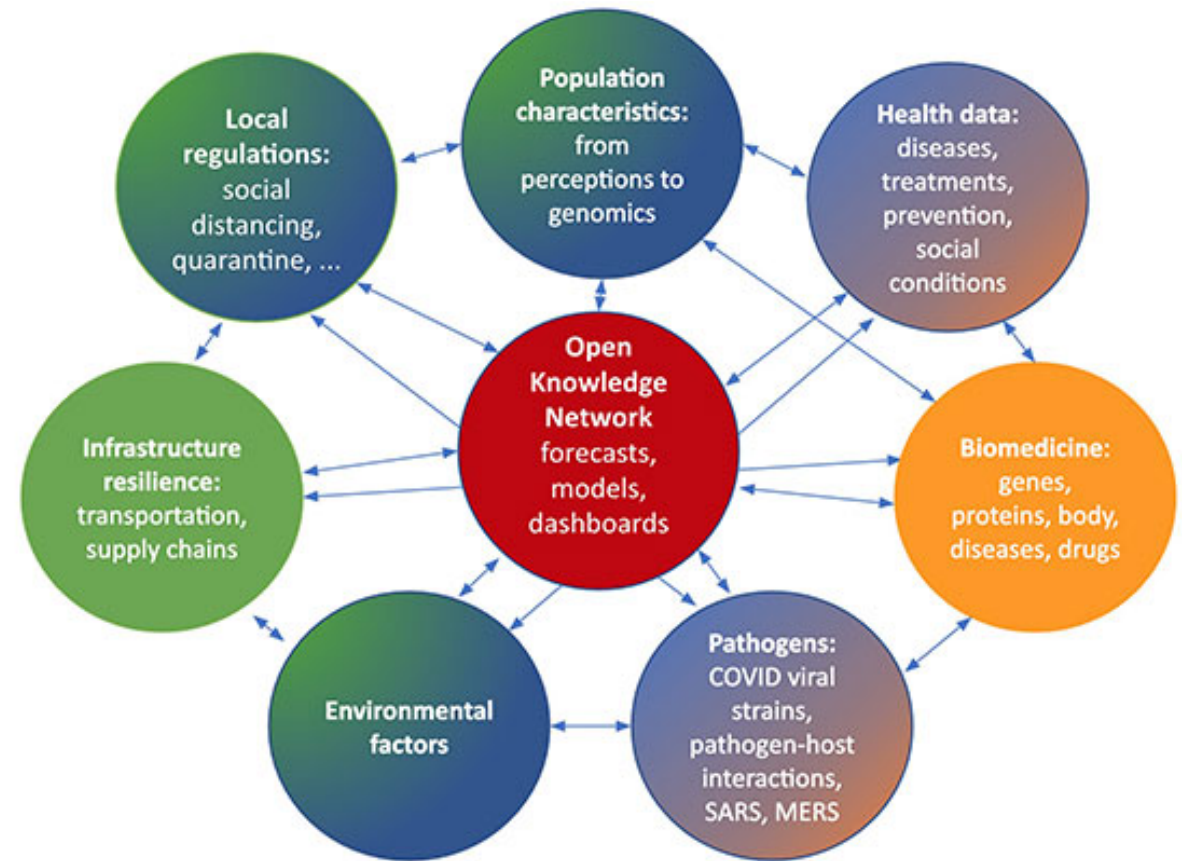 Local
regulations:
social
distancing,
quarantine, ...
Population
characteristics:
from
perceptions to
genomics
Health data:
diseases,
treatments,
prevention,
social
conditions
Infrastructure
resilience:
transportation,
supply chains
Open
Knowledge
Network
forecasts,
models,
dashboards
Biomedicine:
genes,
proteins, body,
diseases, drugs
Environmental
factors
Pathogens:
COVID viral
strains,
pathogen-host
interactions,
SARS, MERS